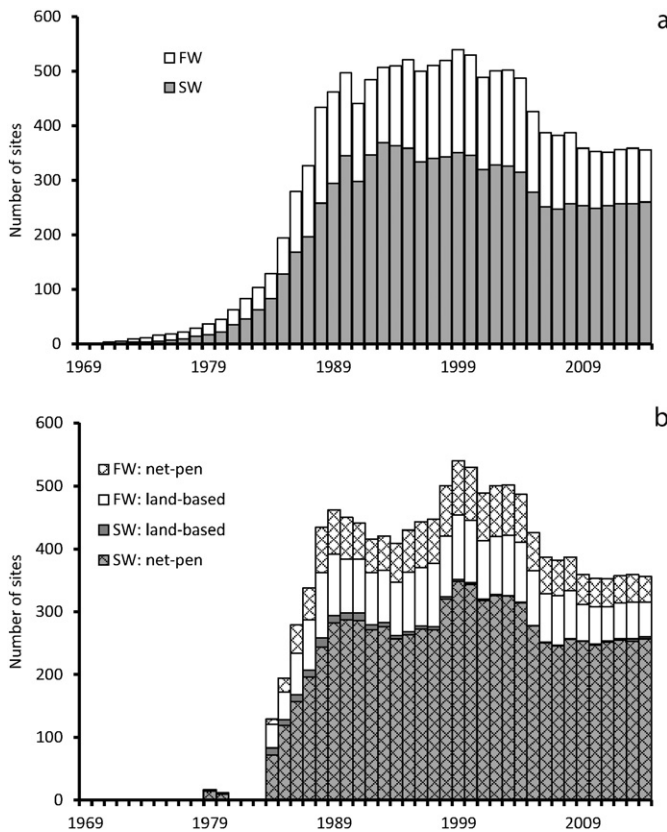 a
600
500
400
300
200
100
0
Number of sites
FW
SW
1969 1979 1989 1999 2009
b
600
500
400
300
200
100
0
Number of sites
FW: net-pen
FW: land-based
SW: land-based
SW: net-pen
1969 1979 1989 1999 2009